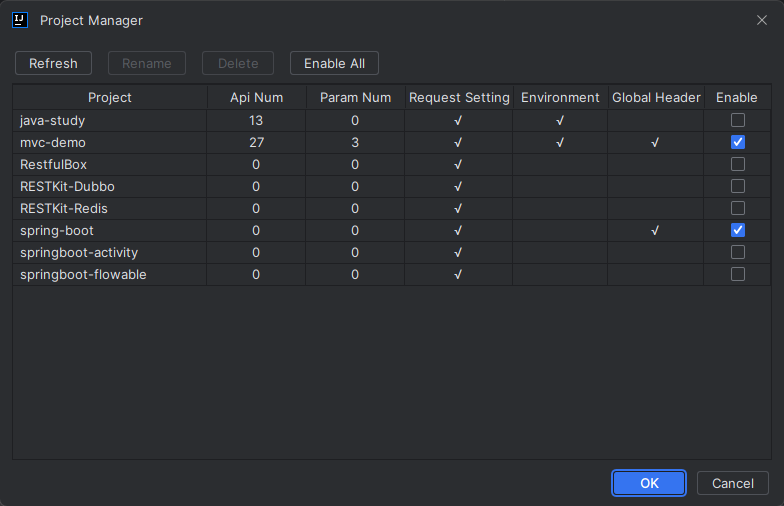 IJ Project Manager
Refresh Rename Delete Enable All
Project Api Num Param Num Request Setting Environment Global Header Enable
java-study 13 0 √ √
mvc-demo 27 3 √ √ √
RestfulBox 0 0 √
RESTKit-Dubbo 0 0 √
RESTKit-Redis 0 0 √
spring-boot 0 0 √ √
springboot-activity 0 0 √
springboot-flowable 0 0 √
OK Cancel